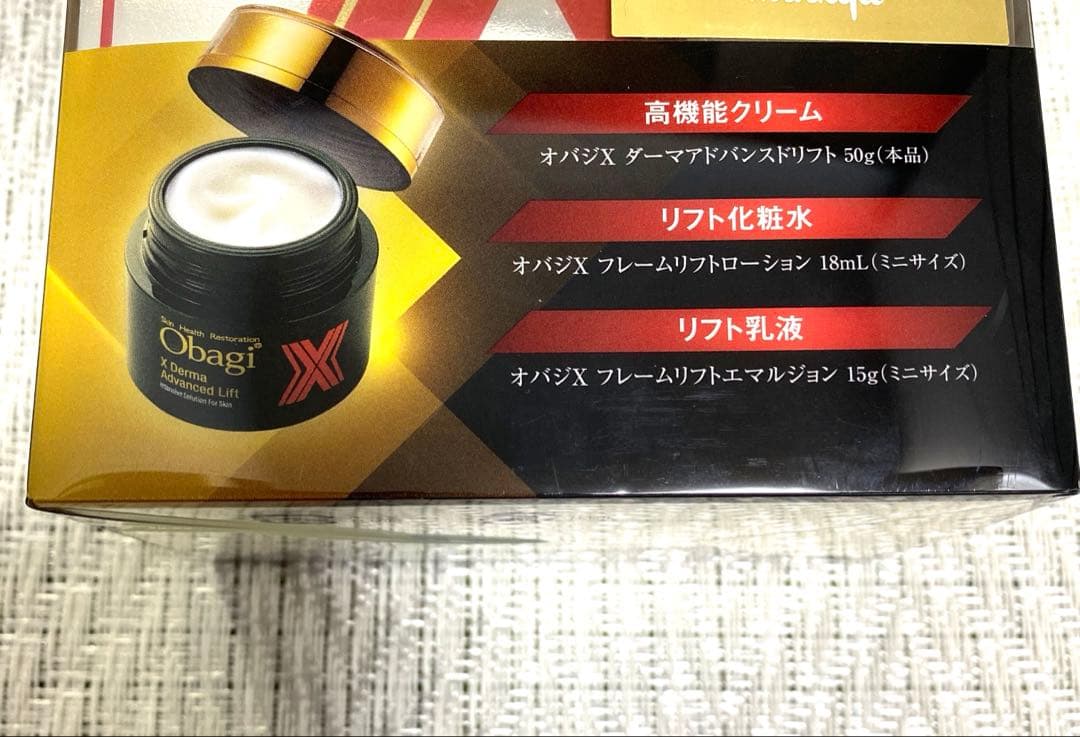 高機能クリーム
オバジX ダーマアドバンスドリフト 50g(本品)
リフト化粧水
オバジX フレームリフトローション 18mL(ミニサイズ)
リフト乳液
オバジX フレームリフトエマルジョン 15g(ミニサイズ)
Skin Health Restoration
Obagi®
X
X Derma
Advanced Lift
Intensive Solution For Skin